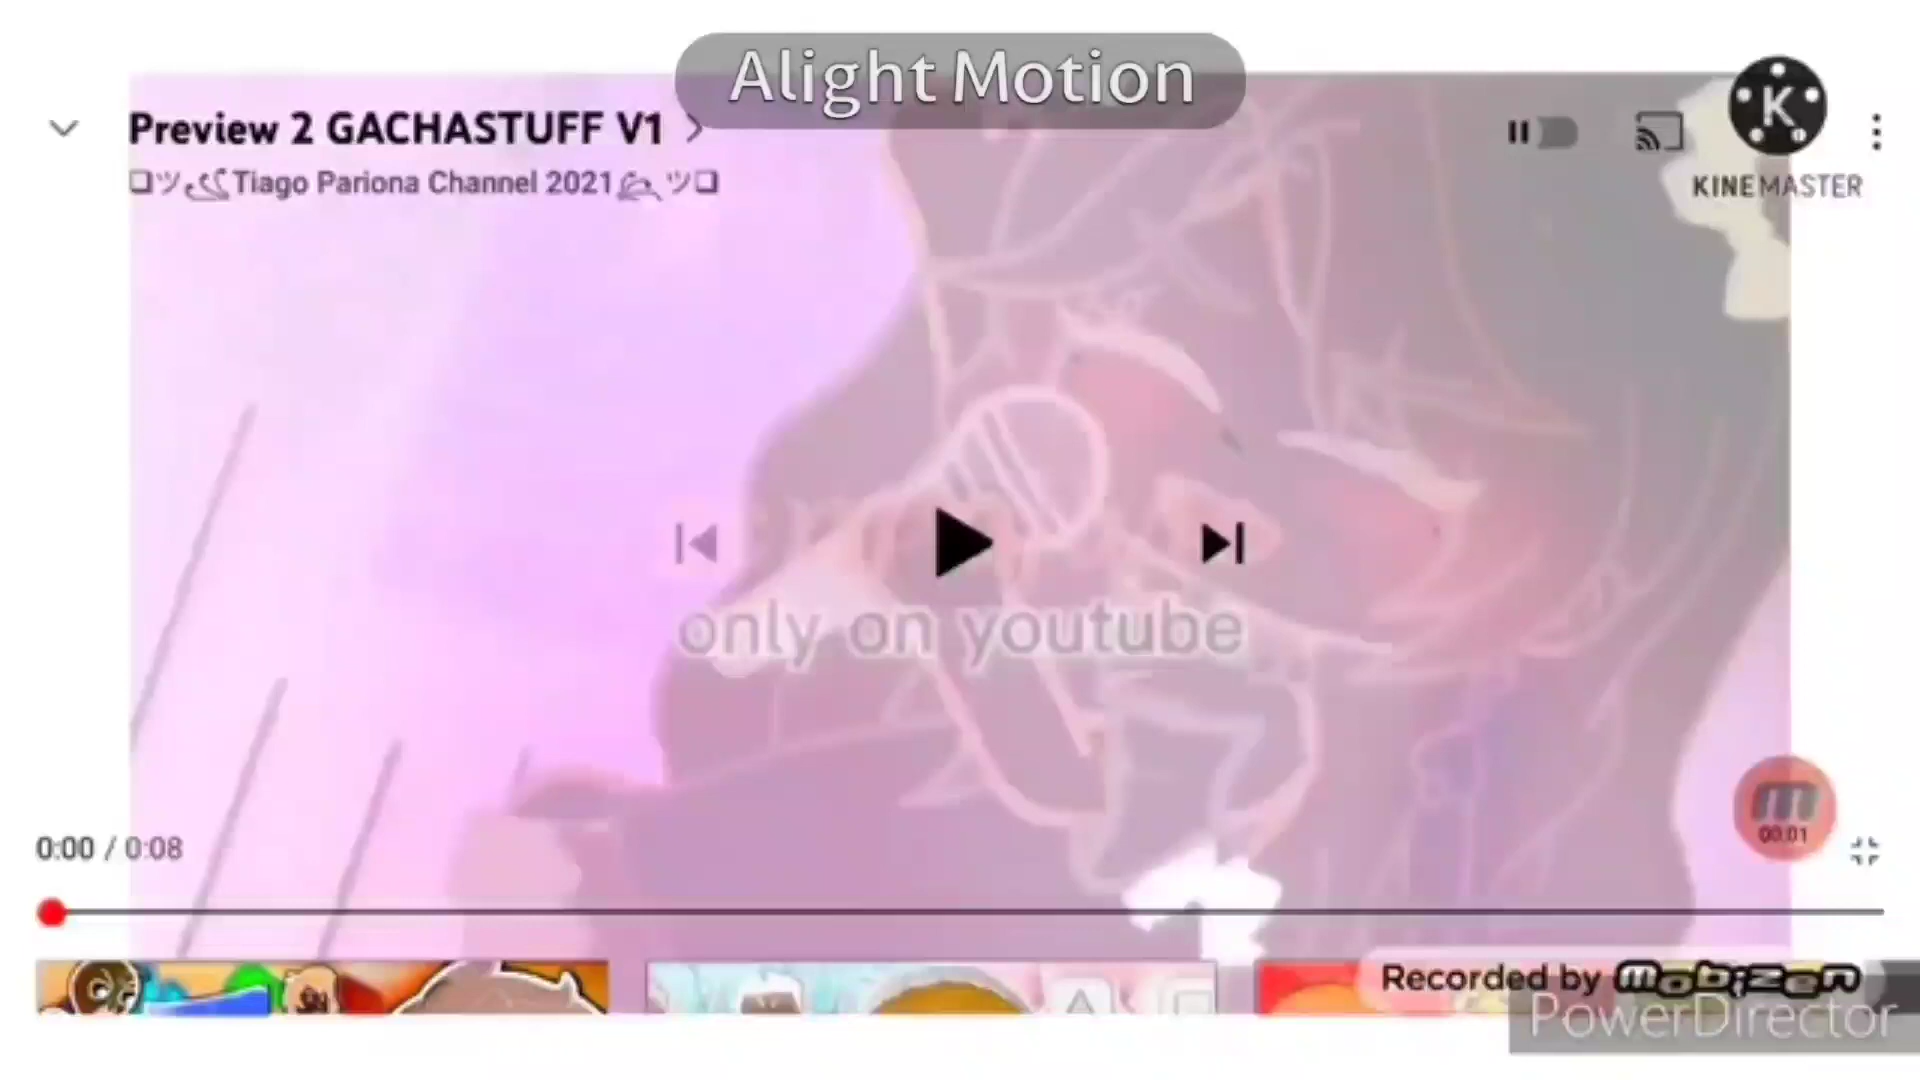 Alight Motion
Preview 2 GACHASTUFF V1
Tiago Pariona Channel 2021
K
KINEMASTER
only on youtube
m
00:01
0:00 / 0:08
Recorded by mobizen
PowerDirector